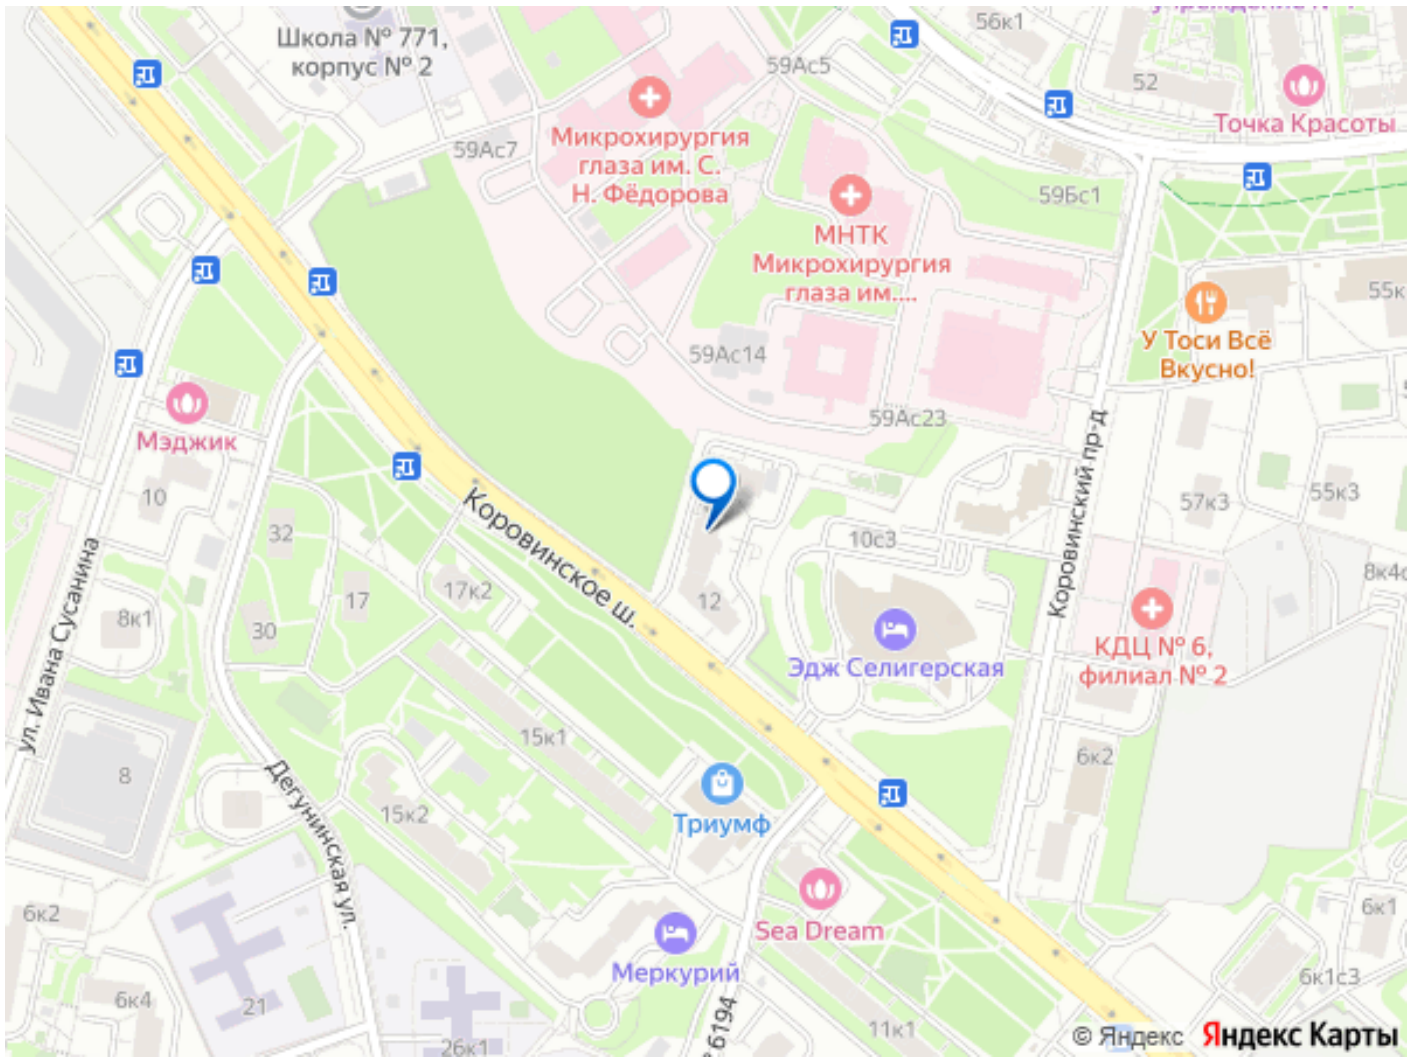 56к1
Школа № 771,
корпус № 2
59Ас5
52
Точка Красоты
Микрохирургия
глаза им. С.
Н. Фёдорова
59Ас7
59Бс1
МНТК
Микрохирургия
глаза им....
55к
У Тоси Всё
Вкусно!
59Ас14
59Ас23
Мэджик
10
Коровинский пр-д
57к3
55к3
32
Коровинское ш.
10с3
17к2
17
12
8к1
30
ул. Ивана Сусанина
Эдж Селигерская
КДЦ № 6,
филиал № 2
15к1
6к2
8
Дегунинская ул.
15к2
Триумф
6к2
Sea Dream
6к1
Меркурий
6к4
21
6к1с3
11к1
26к1
© Яндекс
Яндекс Карты